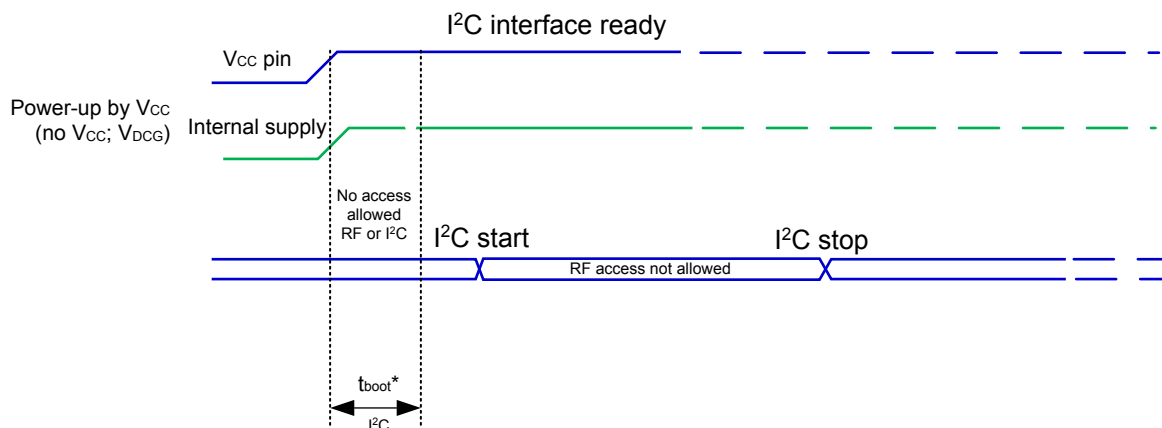 I²C interface ready
Vcc pin
Power-up by Vcc
(no Vcc; VDCG)
Internal supply
No access
allowed
RF or I²C
I²C start
I²C stop
RF access not allowed
tboot*
I²C